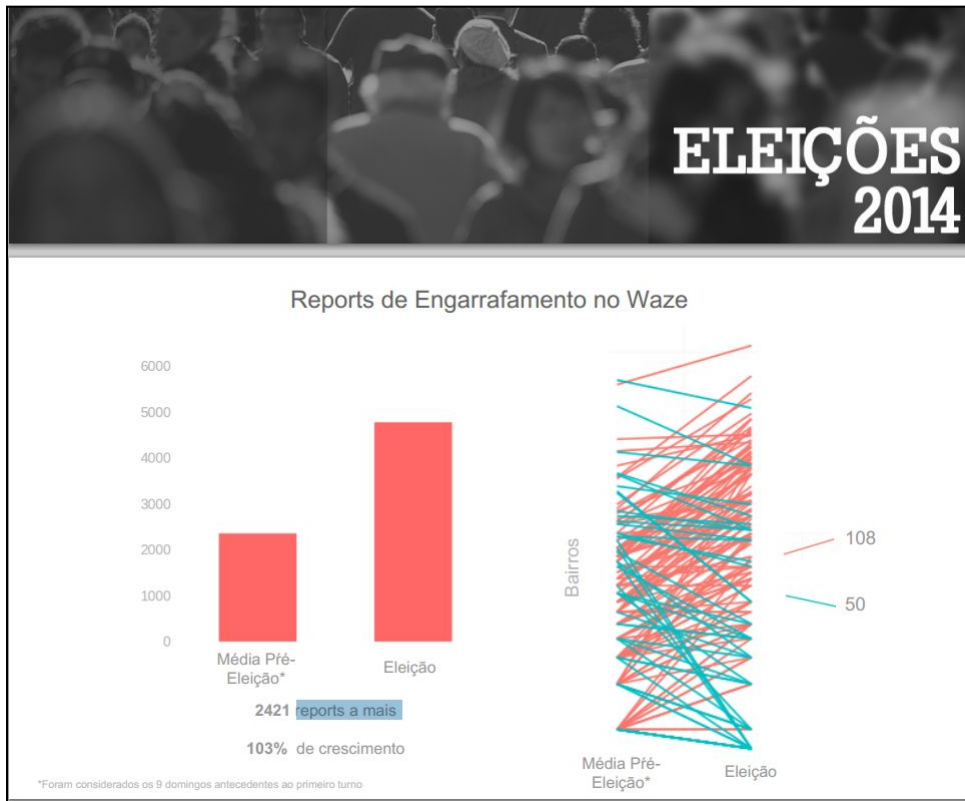 ELEIÇÕES
2014
Reports de Engarrafamento no Waze
6000
5000
4000
3000
2000
1000
0
Média Pré-
Eleição*
Eleição
2421 reports a mais
103% de crescimento
*Foram considerados os 9 domingos antecedentes ao primeiro turno
Bairros
Média Pré-
Eleição*
Eleição
108
50